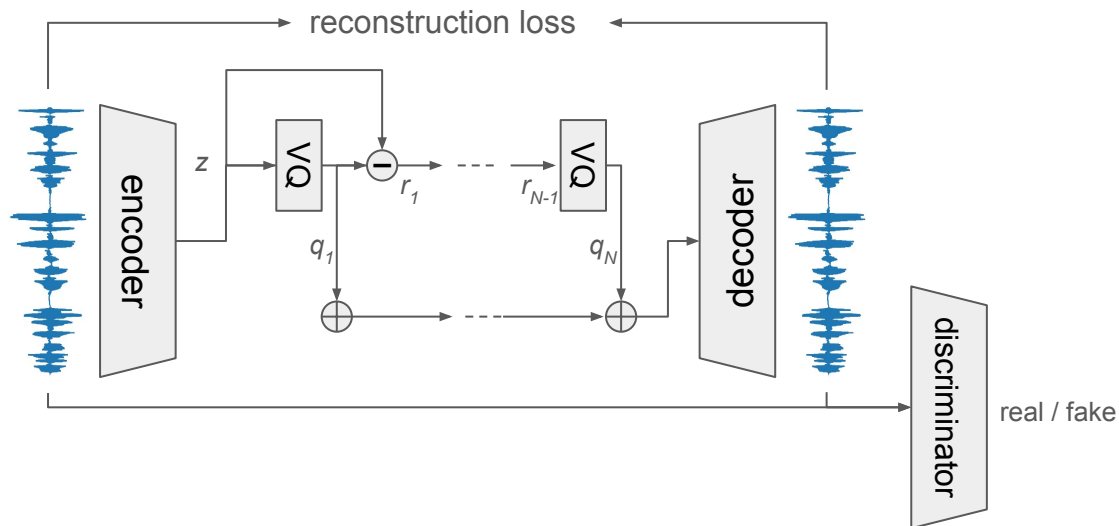 reconstruction loss
encoder
z
VQ
r1
rN-1
VQ
q1
qN
decoder
discriminator
real / fake